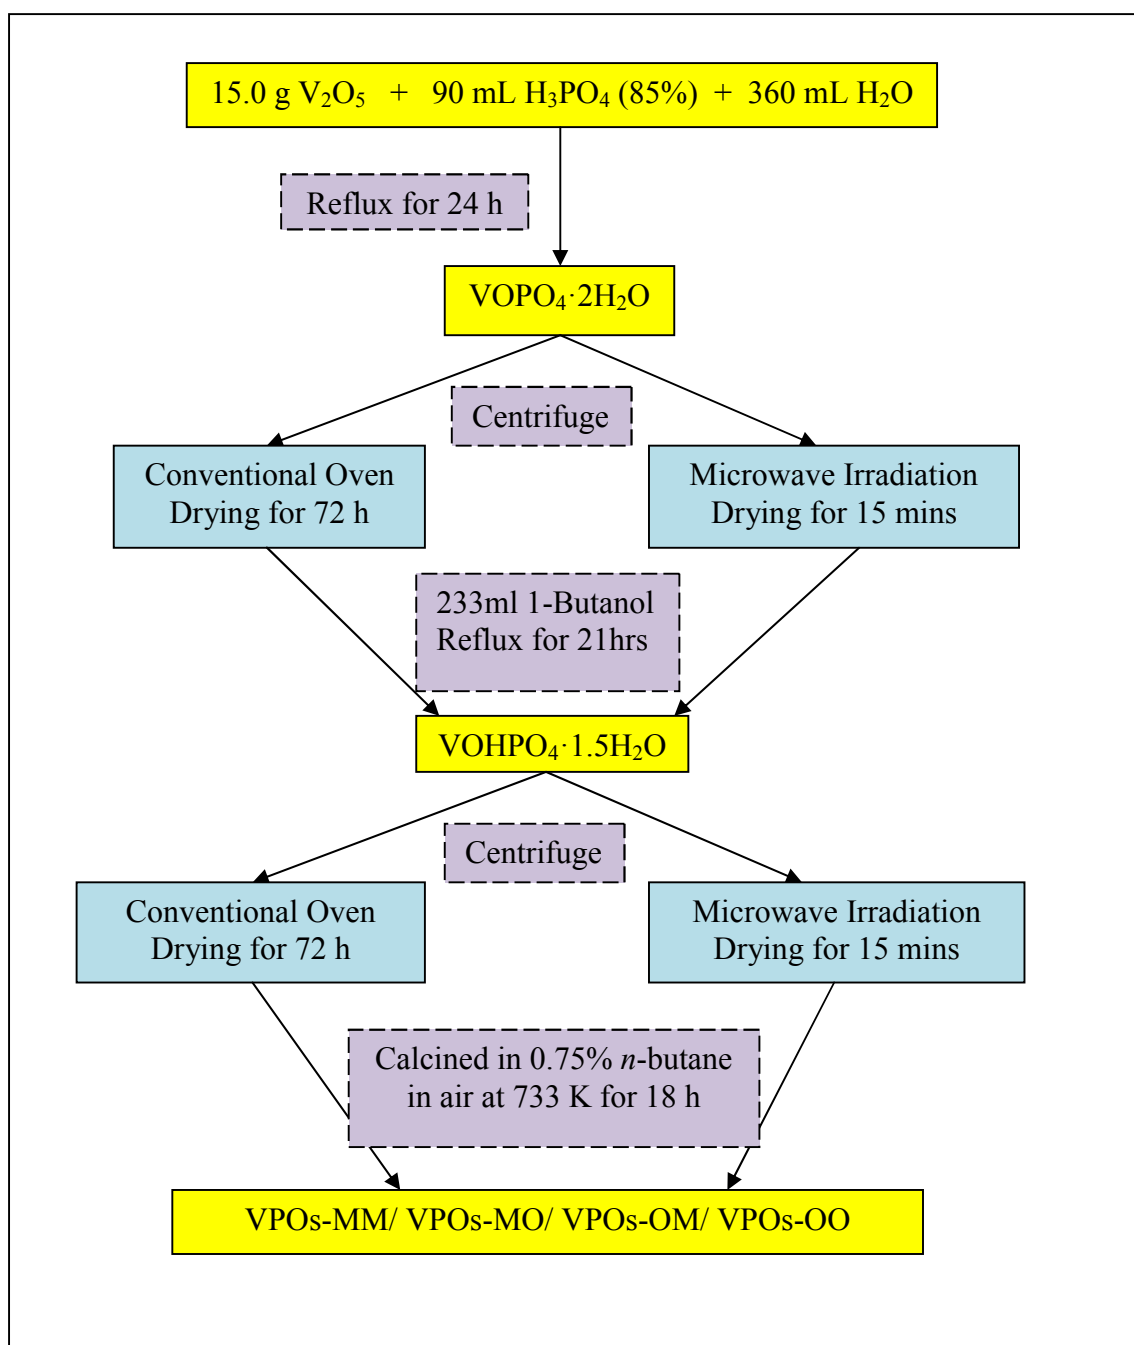 15.0 g V₂O₅ + 90 mL H₃PO₄ (85%) + 360 mL H₂O
Reflux for 24 h
VOPO₄·2H₂O
Centrifuge
Conventional Oven
Drying for 72 h
Microwave Irradiation
Drying for 15 mins
233ml 1-Butanol
Reflux for 21hrs
VOHPO₄·1.5H₂O
Centrifuge
Conventional Oven
Drying for 72 h
Microwave Irradiation
Drying for 15 mins
Calcined in 0.75% n-butane
in air at 733 K for 18 h
VPOs-MM/ VPOs-MO/ VPOs-OM/ VPOs-OO